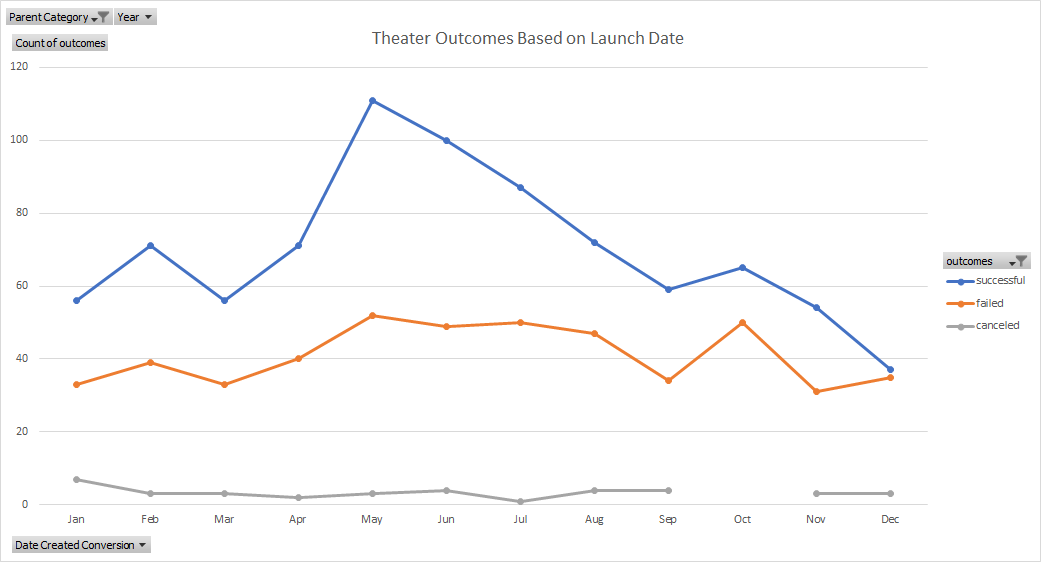 Parent Category
Year
Count of outcomes
Theater Outcomes Based on Launch Date
120
100
80
60
40
20
0
Jan Feb Mar Apr May Jun Jul Aug Sep Oct Nov Dec
outcomes
successful
failed
canceled
Date Created Conversion